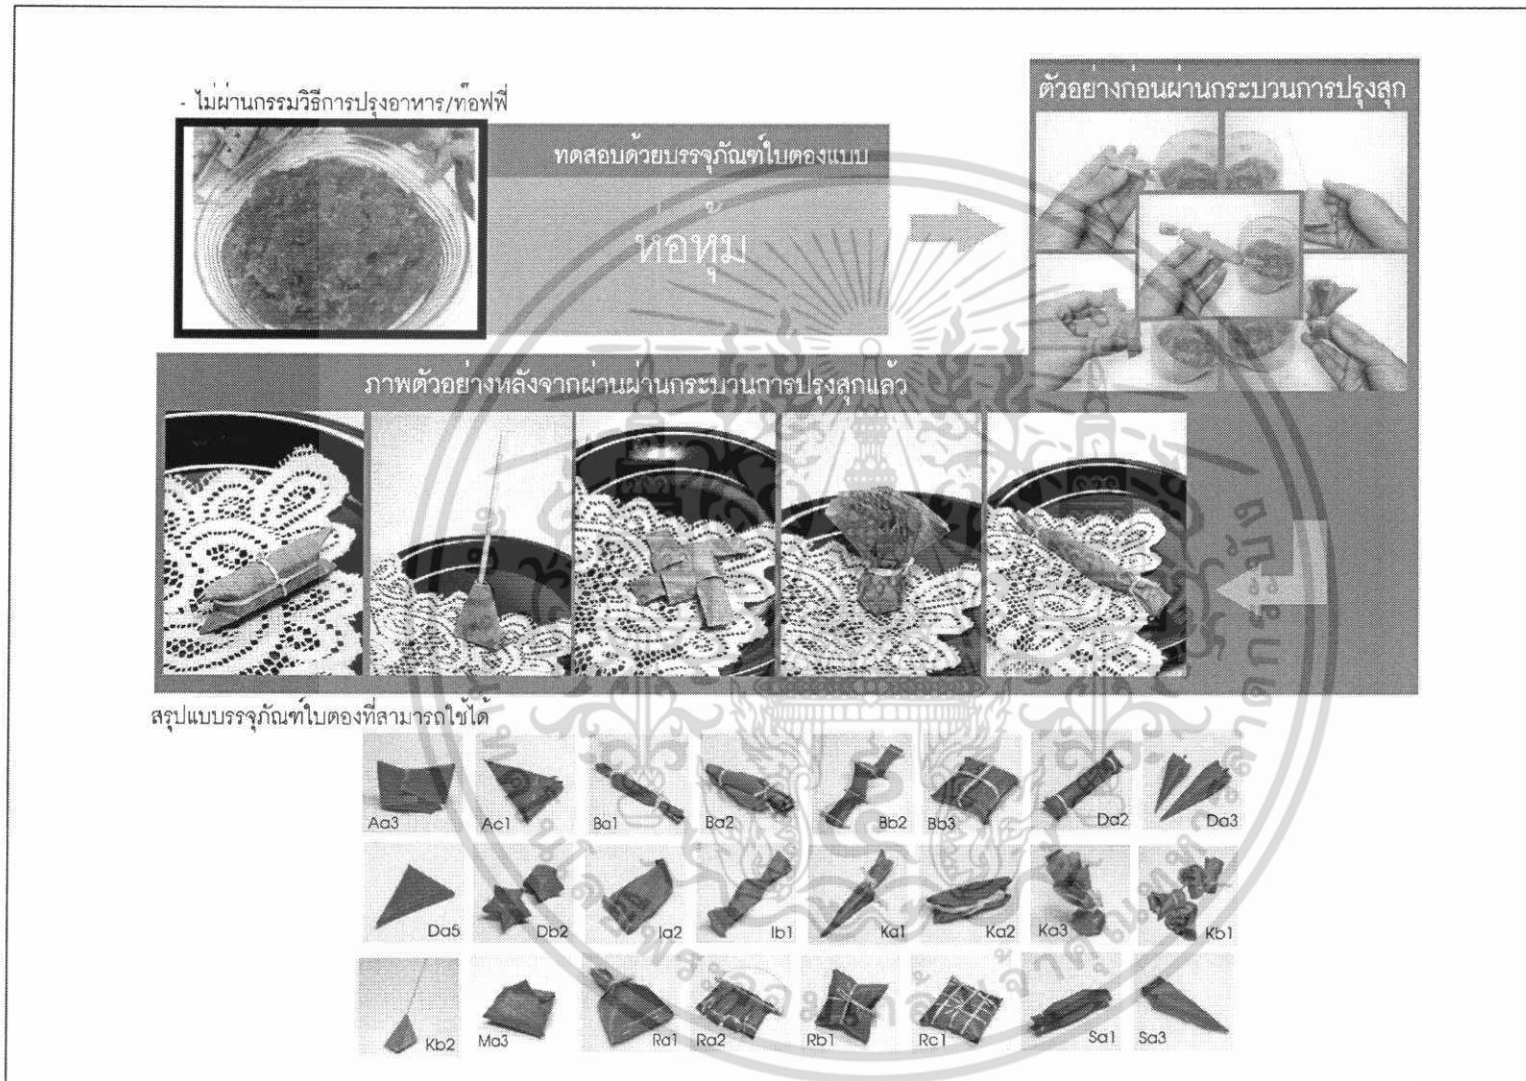 - ไม่ผ่านกรรมวิธีการปรุงอาหาร/ท๊อฟฟี่
ทดสอบด้วยบรรจุภัณฑ์ใบตองแบบ
ห่อหุ้ม
ตัวอย่างก่อนผ่านกระบวนการปรุงสุก
ภาพตัวอย่างหลังจากผ่านผ่านกระบวนการปรุงสุกแล้ว
สรุปแบบบรรจุภัณฑ์ใบตองที่สามารถใช้ได้
Aa3 Ac1 Ba1 Ba2 Bb2 Bb3 Da2 Da3
Da5 Db2 Ia2 Ib1 Ka1 Ka2 Ka3 Kb1
Kb2 Ma3 Ra1 Ra2 Rb1 Rc1 Sa1 Sa3